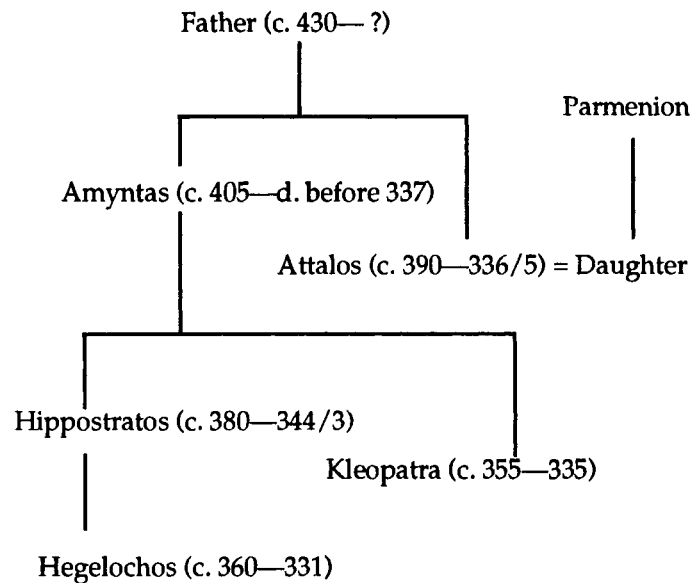 Father (c. 430— ?)
Parmenion
Amyntas (c. 405—d. before 337)
Attalos (c. 390—336/5) = Daughter
Hippostratos (c. 380—344/3)
Kleopatra (c. 355—335)
Hegelochos (c. 360—331)